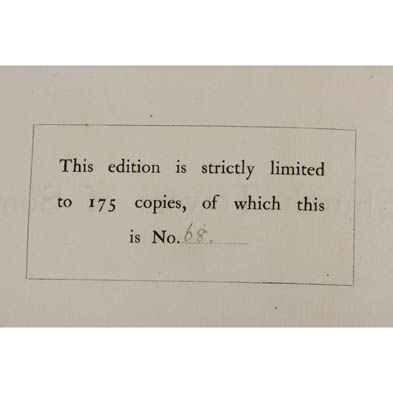 This edition is strictly limited
to 175 copies, of which this
is No. 68.